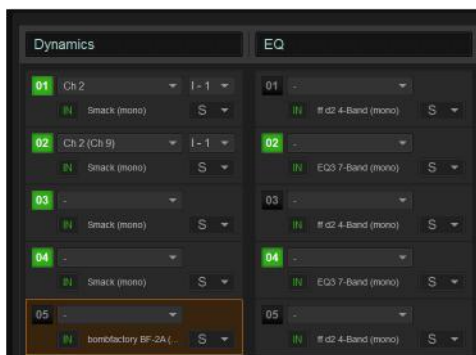 Dynamics EQ
01 Ch 2 I - 1 01 -
IN Smack (mono) S IN ff d2 4-Band (mono) S
02 Ch 2 (Ch 9) I - 1 02 -
IN Smack (mono) S IN EQ3 7-Band (mono) S
03 - 03 -
IN Smack (mono) S IN ff d2 4-Band (mono) S
04 - 04 -
IN Smack (mono) S IN EQ3 7-Band (mono) S
05 - 05 -
IN bombfactory BF-2A (... S IN ff d2 4-Band (mono) S